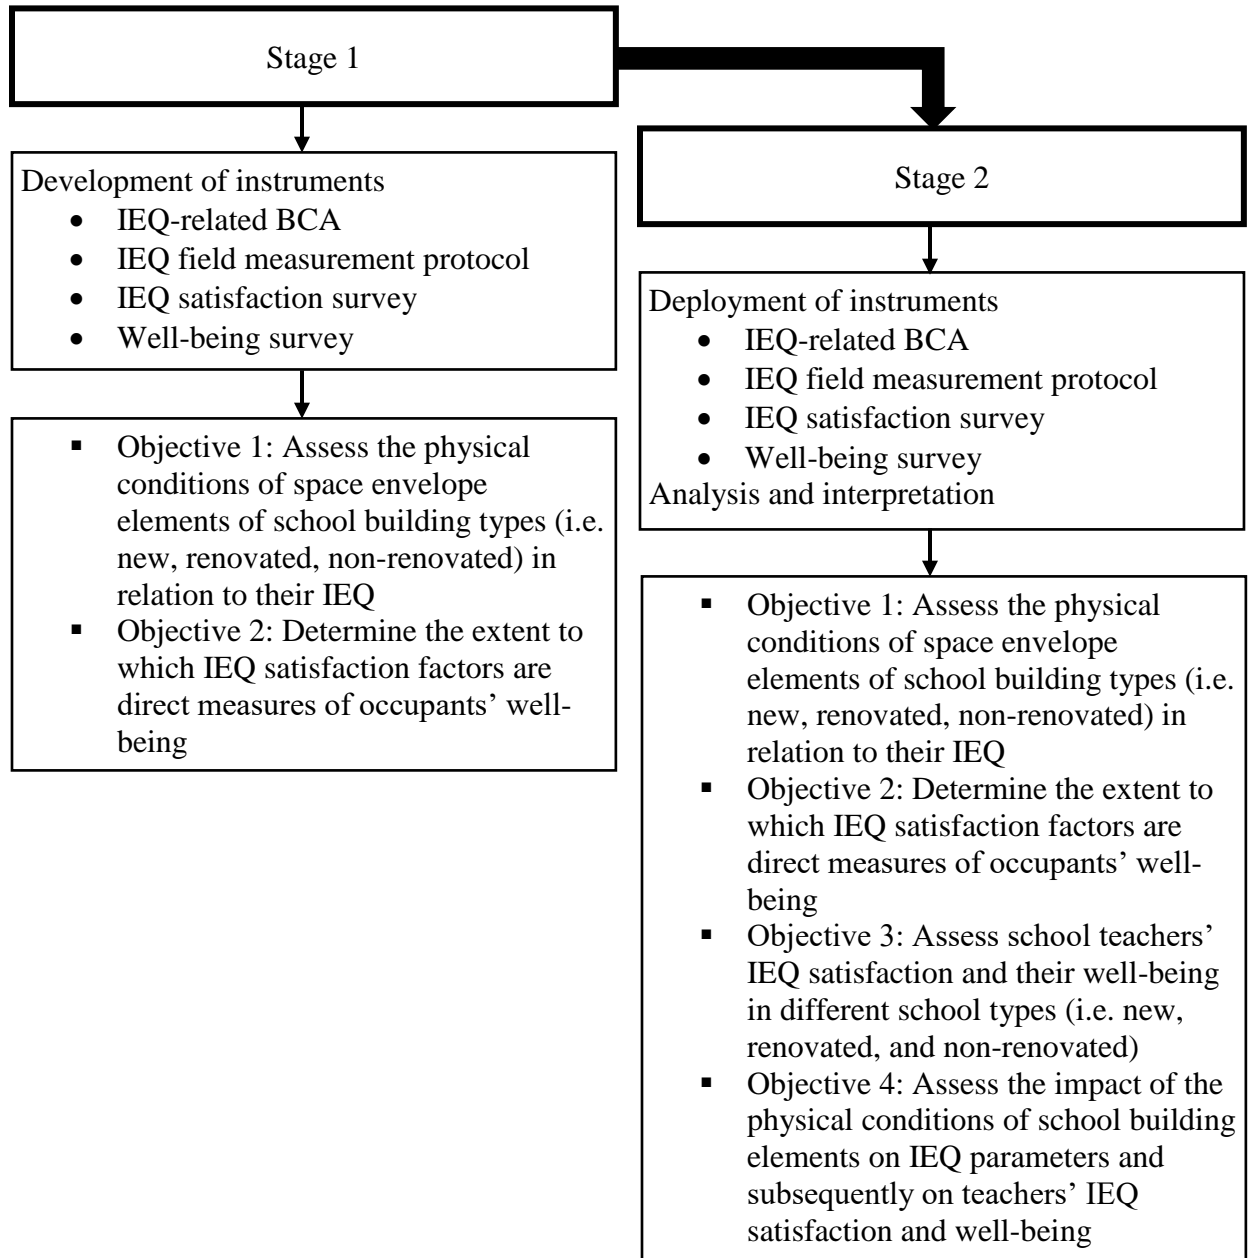 Stage 1
Development of instruments
• IEQ-related BCA
• IEQ field measurement protocol
• IEQ satisfaction survey
• Well-being survey
▪ Objective 1: Assess the physical
conditions of space envelope
elements of school building types (i.e.
new, renovated, non-renovated) in
relation to their IEQ
▪ Objective 2: Determine the extent to
which IEQ satisfaction factors are
direct measures of occupants’ well-
being
Stage 2
Deployment of instruments
• IEQ-related BCA
• IEQ field measurement protocol
• IEQ satisfaction survey
• Well-being survey
Analysis and interpretation
▪ Objective 1: Assess the physical
conditions of space envelope
elements of school building types (i.e.
new, renovated, non-renovated) in
relation to their IEQ
▪ Objective 2: Determine the extent to
which IEQ satisfaction factors are
direct measures of occupants’ well-
being
▪ Objective 3: Assess school teachers’
IEQ satisfaction and their well-being
in different school types (i.e. new,
renovated, and non-renovated)
▪ Objective 4: Assess the impact of the
physical conditions of school building
elements on IEQ parameters and
subsequently on teachers’ IEQ
satisfaction and well-being